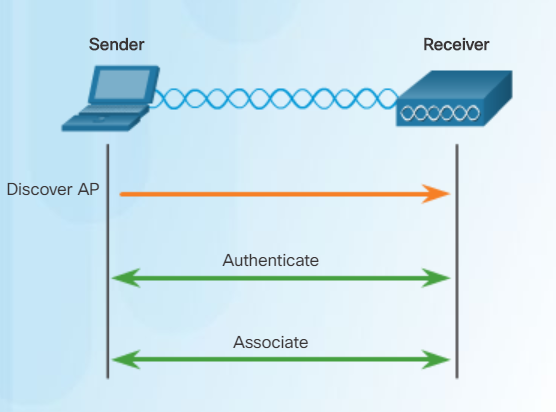 Sender
Receiver
Discover AP
Authenticate
Associate